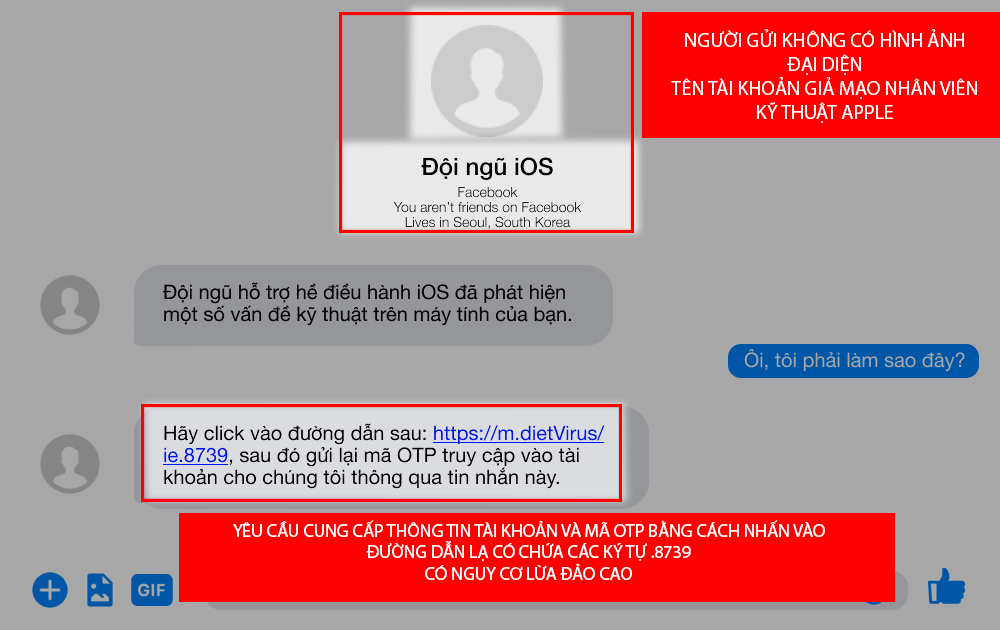 NGƯỜI GỬI KHÔNG CÓ HÌNH ẢNH
ĐẠI DIỆN
TÊN TÀI KHOẢN GIẢ MẠO NHÂN VIÊN
KỸ THUẬT APPLE
Đội ngũ iOS
Facebook
You aren't friends on Facebook
Lives in Seoul, South Korea
Đội ngũ hỗ trợ hề điều hành iOS đã phát hiện
một số vấn đề kỹ thuật trên máy tính của bạn.
Ôi, tôi phải làm sao đây?
Hãy click vào đường dẫn sau: https://m.dietVirus/
ie.8739, sau đó gửi lại mã OTP truy cập vào tài
khoản cho chúng tôi thông qua tin nhắn này.
YÊU CẦU CUNG CẤP THÔNG TIN TÀI KHOẢN VÀ MÃ OTP BẰNG CÁCH NHẤN VÀO
ĐƯỜNG DẪN LẠ CÓ CHỨA CÁC KÝ TỰ .8739
CÓ NGUY CƠ LỪA ĐẢO CAO
GIF